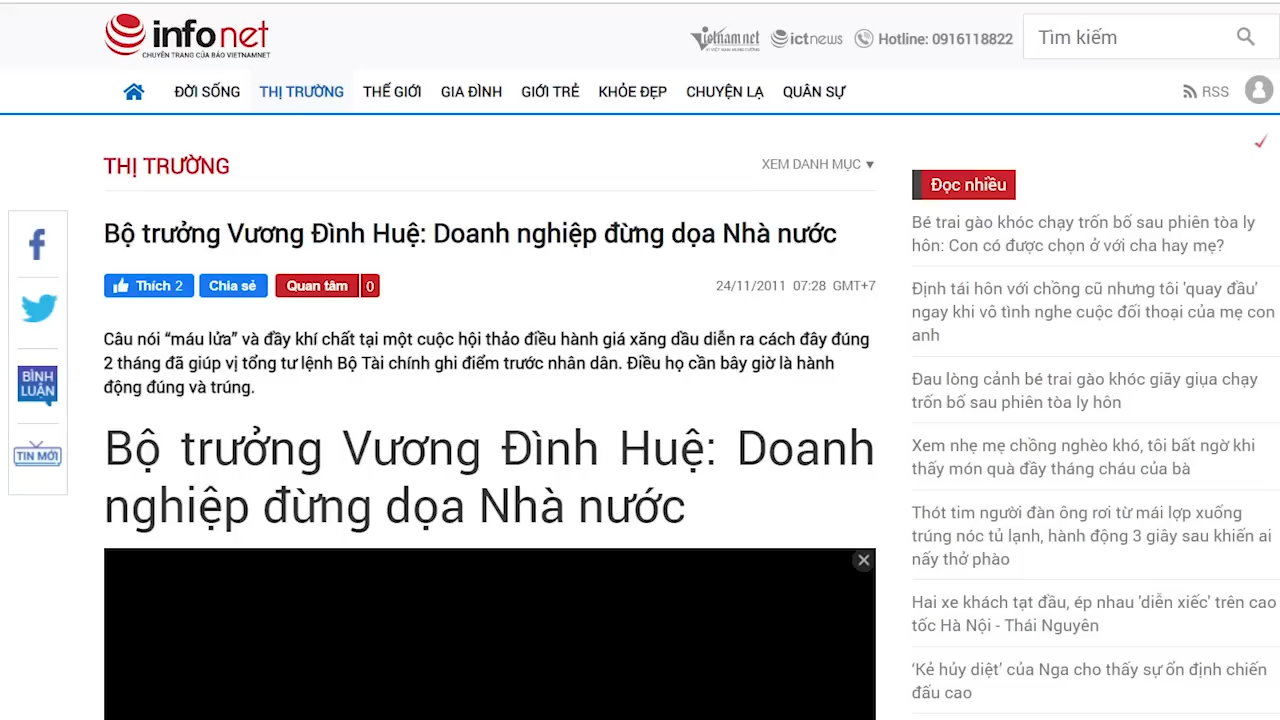 infonet
CHUYÊN TRANG CỦA BÁO VIETNAMNET
vietnamnet
ictnews
Hotline: 0916118822
Tìm kiếm
ĐỜI SỐNG THỊ TRƯỜNG THẾ GIỚI GIA ĐÌNH GIỚI TRẺ KHỎE ĐẸP CHUYỆN LẠ QUÂN SỰ
RSS
THỊ TRƯỜNG
XEM DANH MỤC ▼
Bộ trưởng Vương Đình Huệ: Doanh nghiệp đừng dọa Nhà nước
Thích 2 Chia sẻ Quan tâm 0
24/11/2011 07:28 GMT+7
Câu nói “máu lửa” và đầy khí chất tại một cuộc hội thảo điều hành giá xăng dầu diễn ra cách đây đúng
2 tháng đã giúp vị tổng tư lệnh Bộ Tài chính ghi điểm trước nhân dân. Điều họ cần bây giờ là hành
động đúng và trúng.
Bộ trưởng Vương Đình Huệ: Doanh
nghiệp đừng dọa Nhà nước
BÌNH
LUẬN
TIN MỚI
Đọc nhiều
Bé trai gào khóc chạy trốn bố sau phiên tòa ly
hôn: Con có được chọn ở với cha hay mẹ?
Định tái hôn với chồng cũ nhưng tôi 'quay đầu'
ngay khi vô tình nghe cuộc đối thoại của mẹ con
anh
Đau lòng cảnh bé trai gào khóc giãy giụa chạy
trốn bố sau phiên tòa ly hôn
Xem nhẹ mẹ chồng nghèo khó, tôi bất ngờ khi
thấy món quà đầy tháng cháu của bà
Thót tim người đàn ông rơi từ mái lợp xuống
trúng nóc tủ lạnh, hành động 3 giây sau khiến ai
nấy thở phào
Hai xe khách tạt đầu, ép nhau 'diễn xiếc' trên cao
tốc Hà Nội - Thái Nguyên
‘Kẻ hủy diệt’ của Nga cho thấy sự ổn định chiến
đấu cao